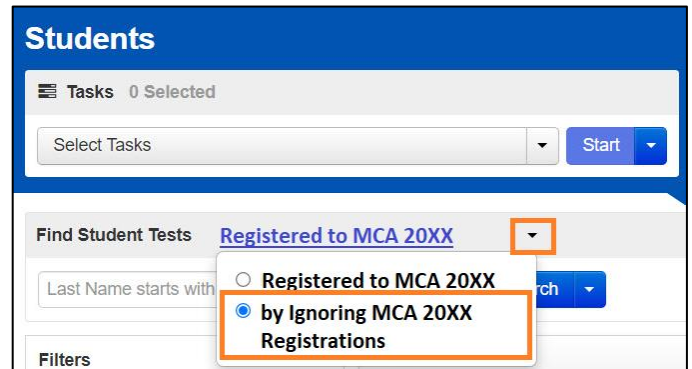 Students
Tasks 0 Selected
Select Tasks
Start
Find Student Tests Registered to MCA 20XX
Last Name starts with
Registered to MCA 20XX
rch
by Ignoring MCA 20XX
Registrations
Filters